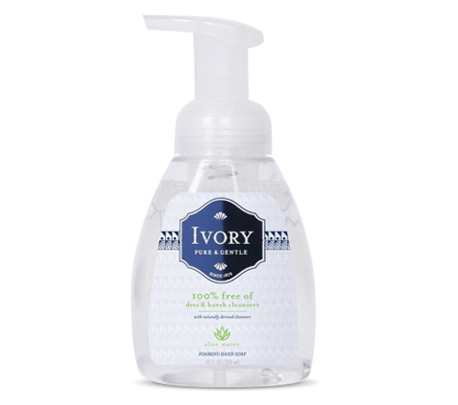 IVORY
PURE & GENTLE
SINCE 1879
100% free of
dyes & harsh cleansers
with naturally derived cleansers
aloe water
FOAMING HAND SOAP